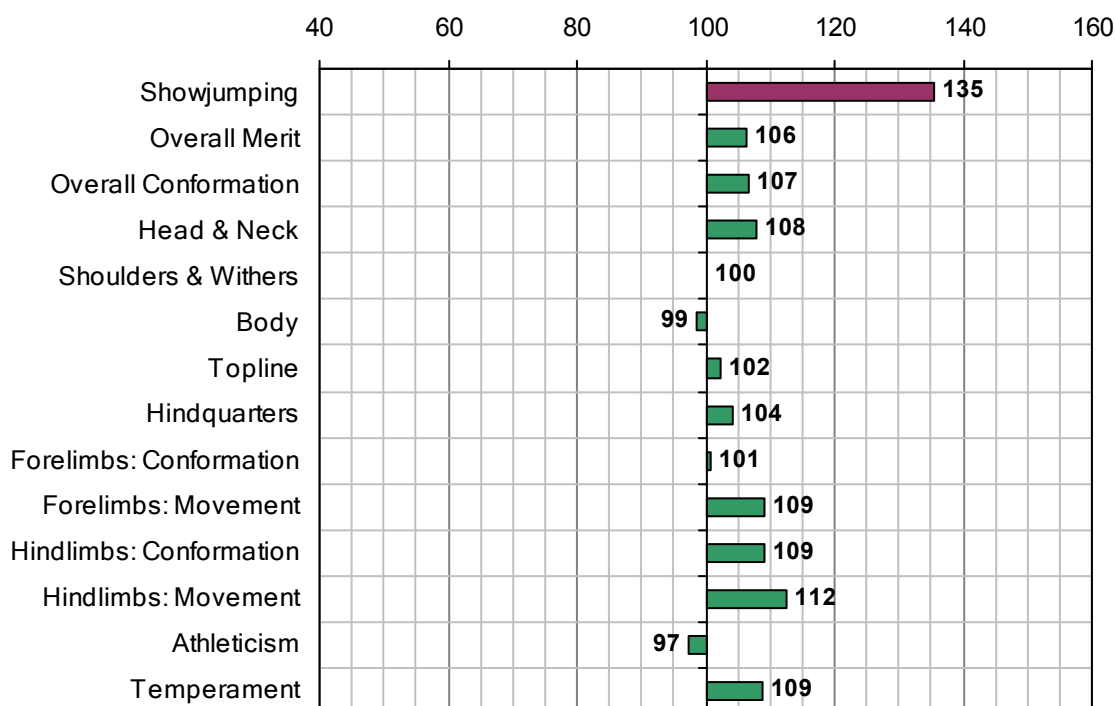 40 60 80 100 120 140 160
Showjumping 135
Overall Merit 106
Overall Conformation 107
Head & Neck 108
Shoulders & Withers 100
Body 99
Topline 102
Hindquarters 104
Forelimbs: Conformation 101
Forelimbs: Movement 109
Hindlimbs: Conformation 109
Hindlimbs: Movement 112
Athleticism 97
Temperament 109